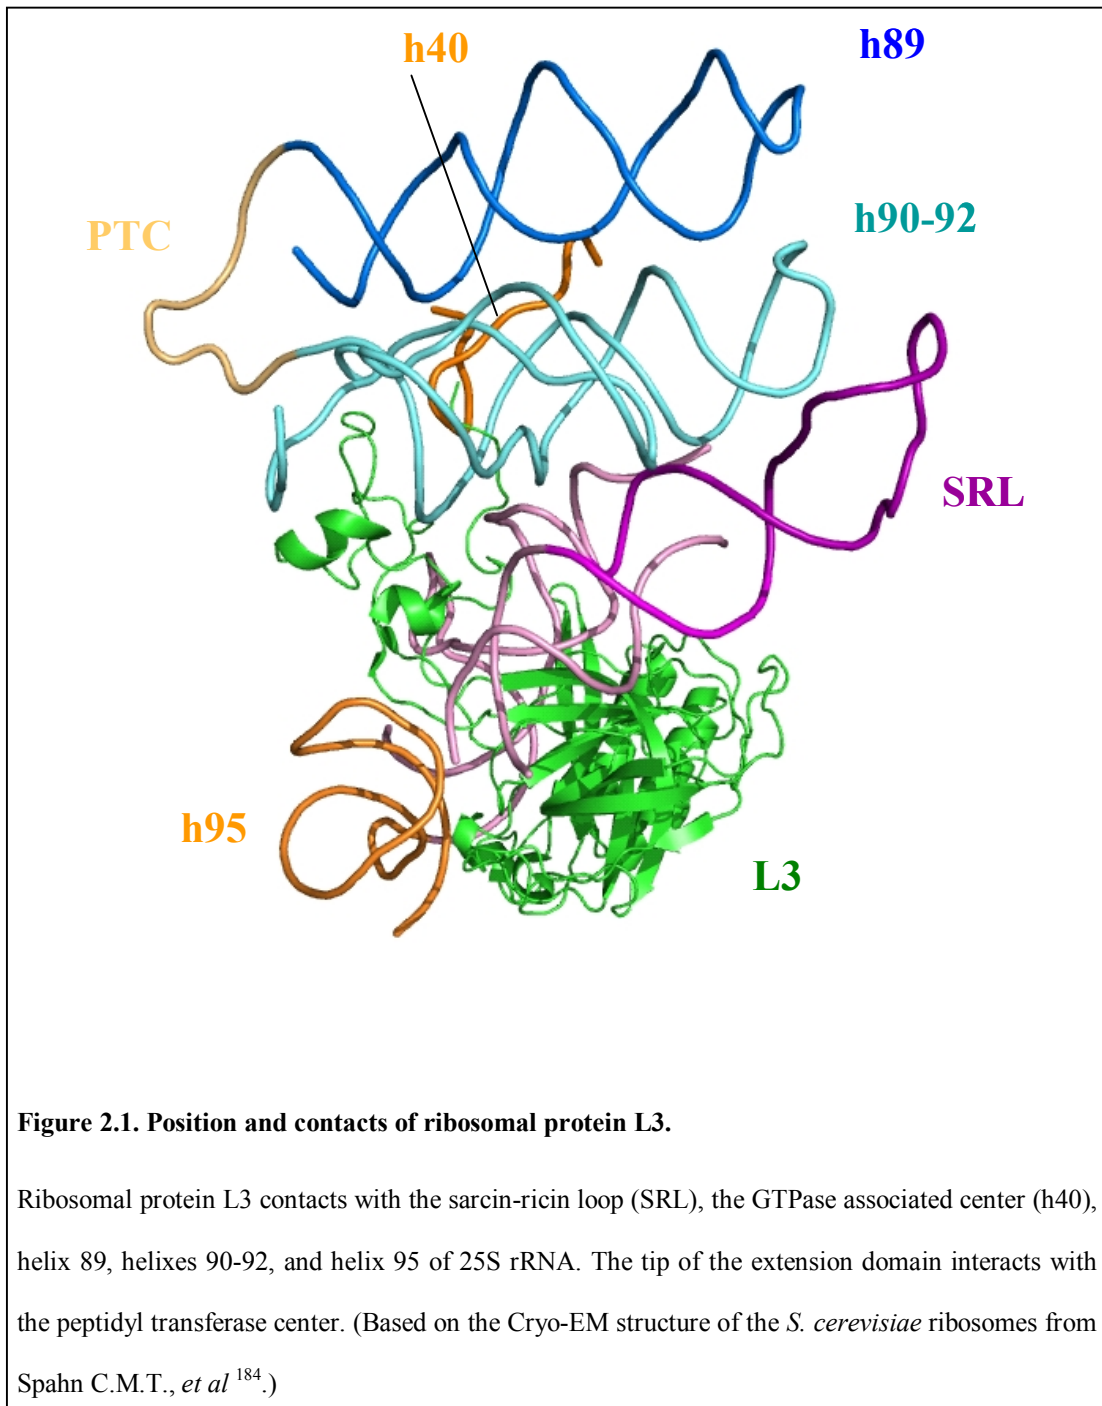 h40
h89
PTC
h90-92
SRL
h95
L3
Figure 2.1. Position and contacts of ribosomal protein L3.
Ribosomal protein L3 contacts with the sarcin-ricin loop (SRL), the GTPase associated center (h40),
helix 89, helixes 90-92, and helix 95 of 25S rRNA. The tip of the extension domain interacts with
the peptidyl transferase center. (Based on the Cryo-EM structure of the S. cerevisiae ribosomes from
Spahn C.M.T., et al 184.)